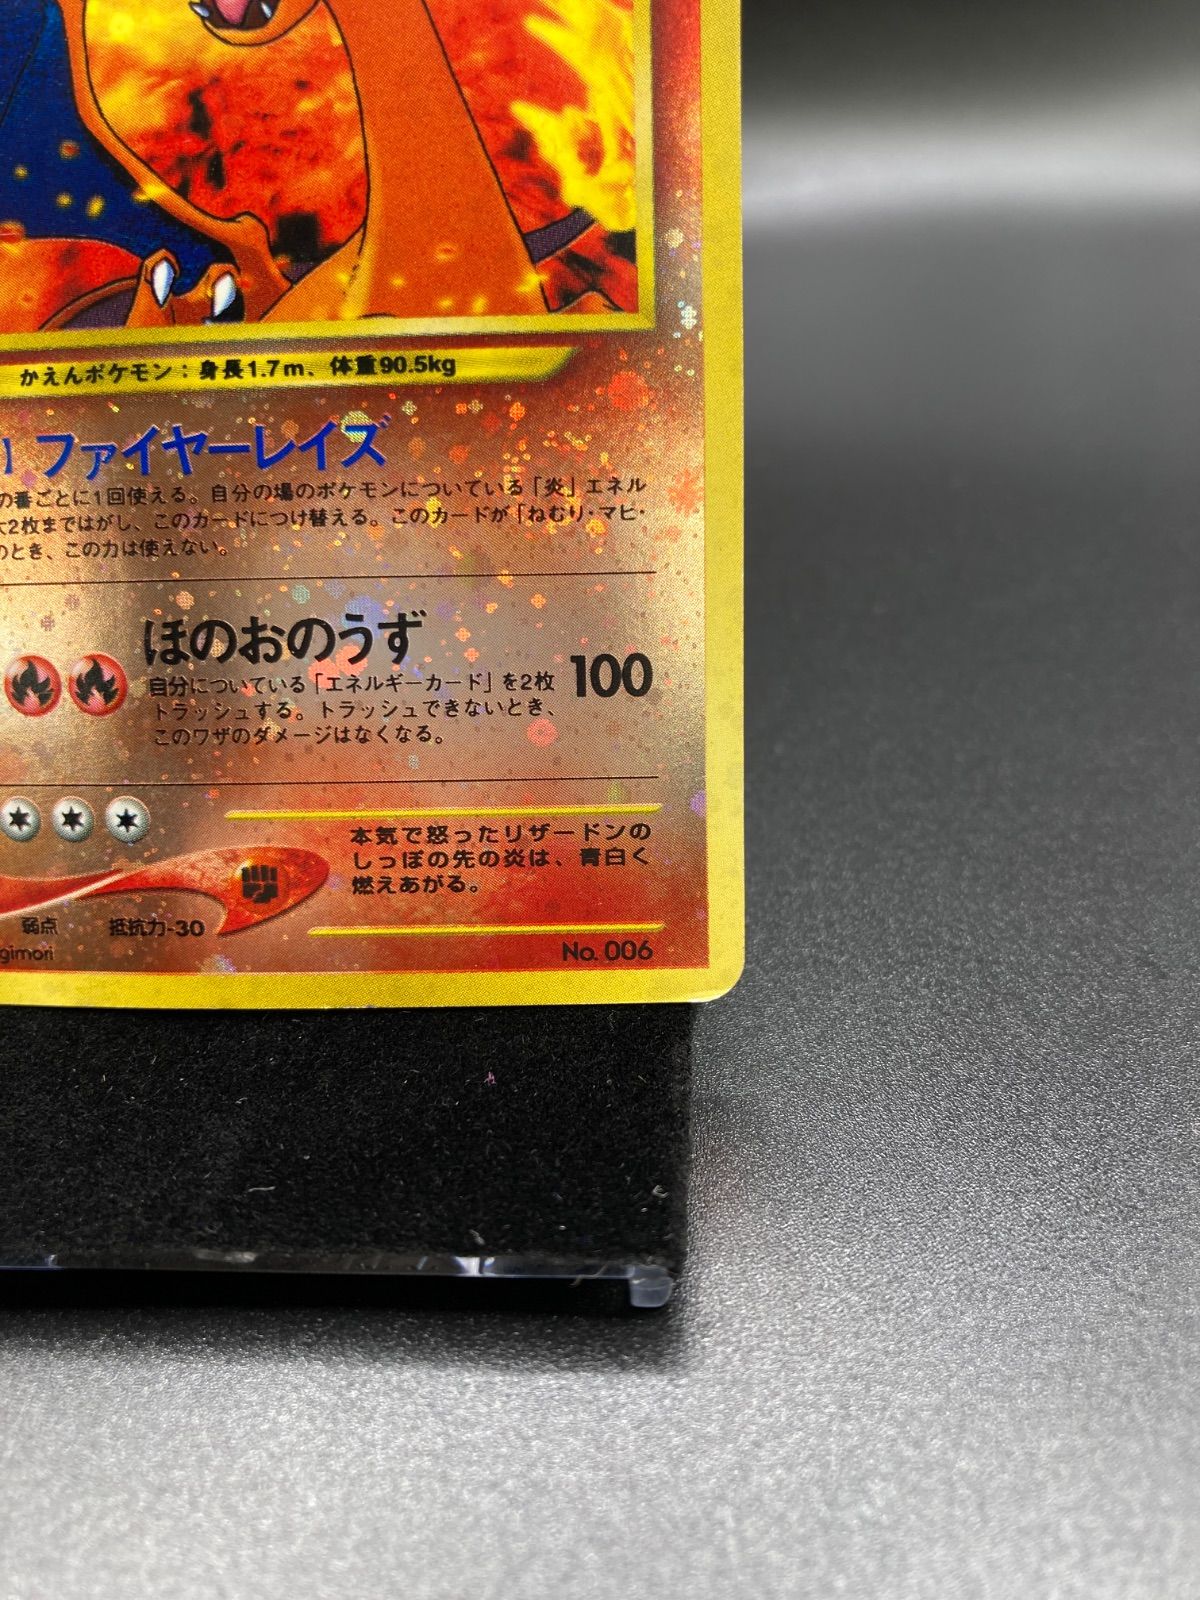 かえんポケモン：身長1.7m、体重90.5kg
ファイヤーレイズ
の番ごとに1回使える。自分の場のポケモンについている「炎」エネル
大2枚まではがし、このカードにつけ替える。このカードが「ねむり・マヒ・
のとき、この力は使えない。
ほのおのうず
100
自分についている「エネルギーカード」を2枚
トラッシュする。トラッシュできないとき、
このワザのダメージはなくなる。
本気で怒ったリザードンの
しっぽの先の炎は、青白く
燃えあがる。
弱点 抵抗力-30
gimori
No. 006